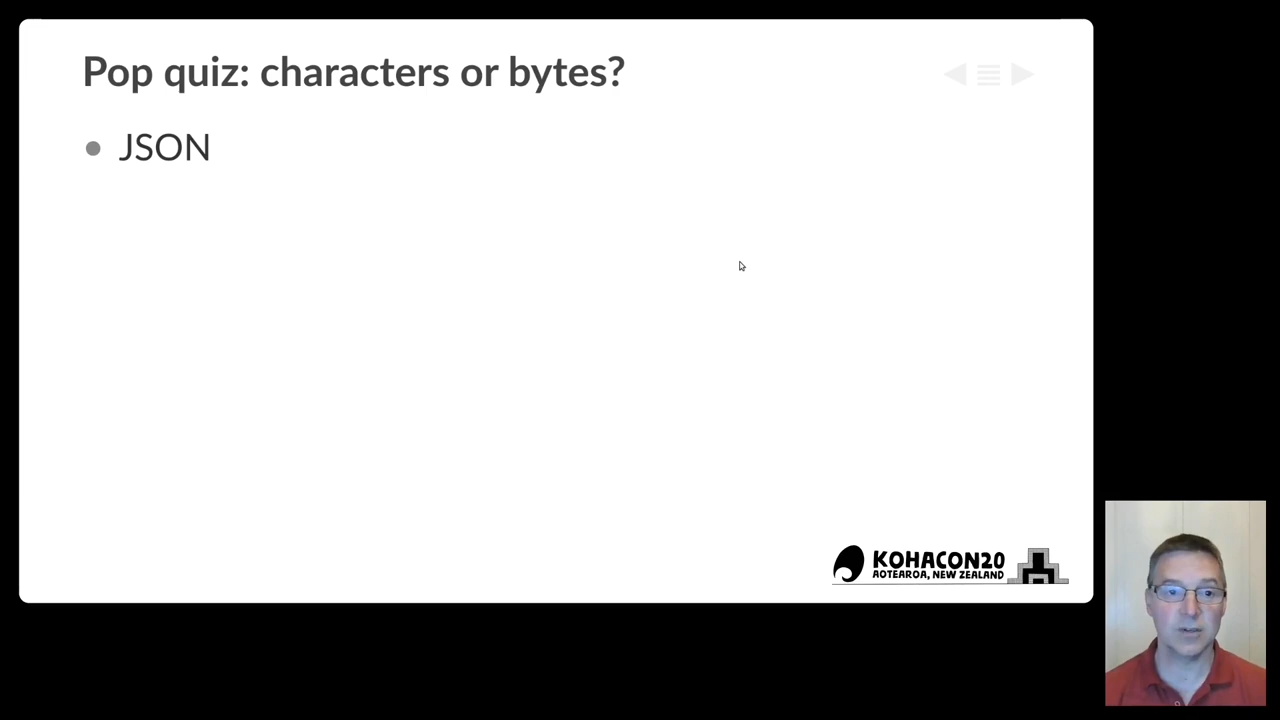 Pop quiz: characters or bytes?
JSON
KOHACON20
AOTEAROA, NEW ZEALAND